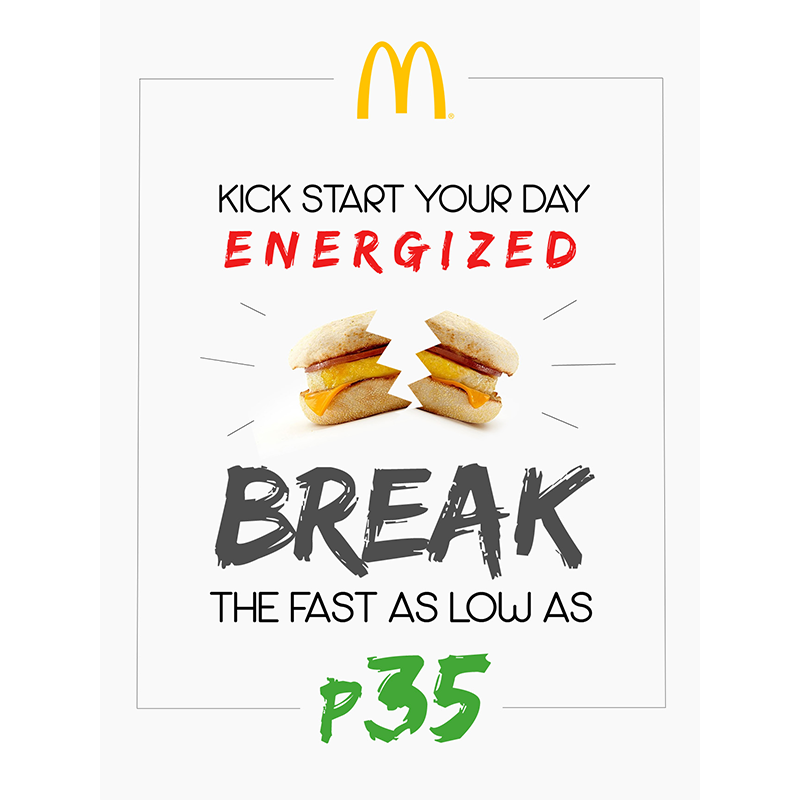 KICK START YOUR DAY
ENERGIZED
BREAK
THE FAST AS LOW AS
P35